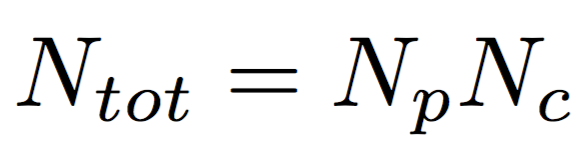 N_{tot} = N_p N_c